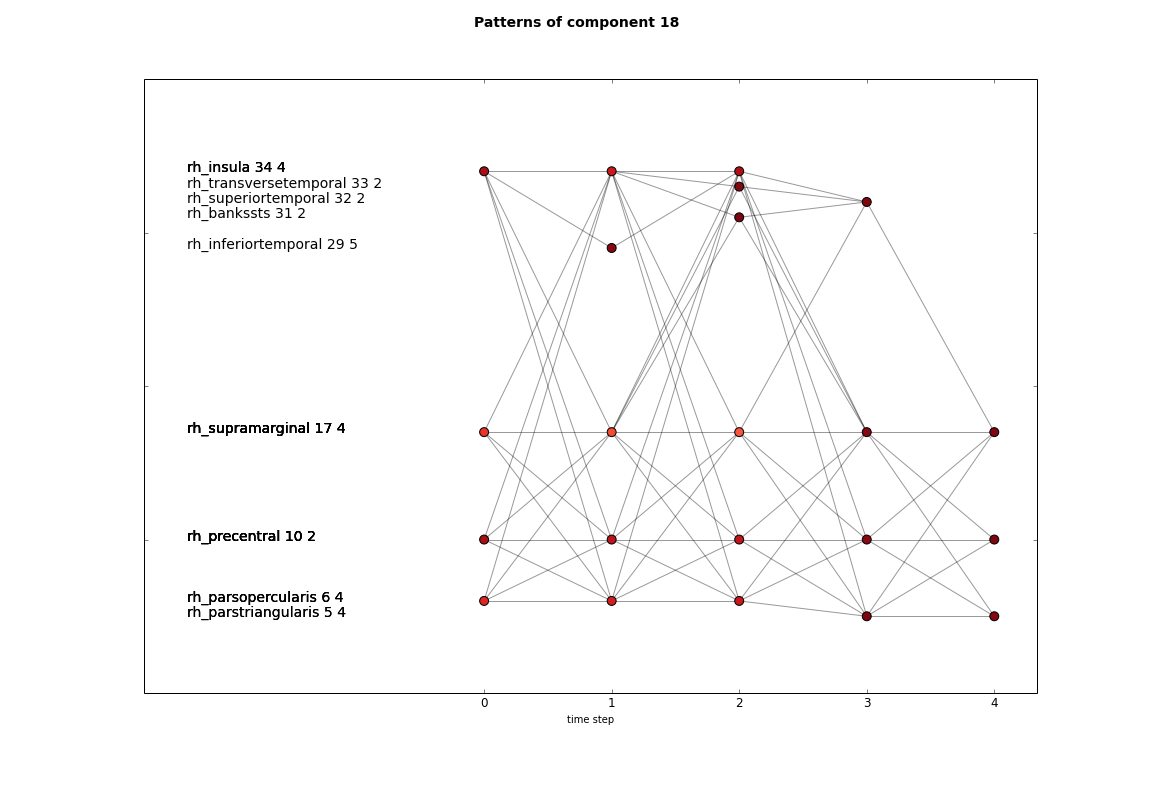 Patterns of component 18
rh_insula 34 4
rh_transversetemporal 33 2
rh_superiortemporal 32 2
rh_bankssts 31 2
rh_inferiortemporal 29 5
rh_supramarginal 17 4
rh_precentral 10 2
rh_parsopercularis 6 4
rh_parstriangularis 5 4
0 1 2 3 4
time step